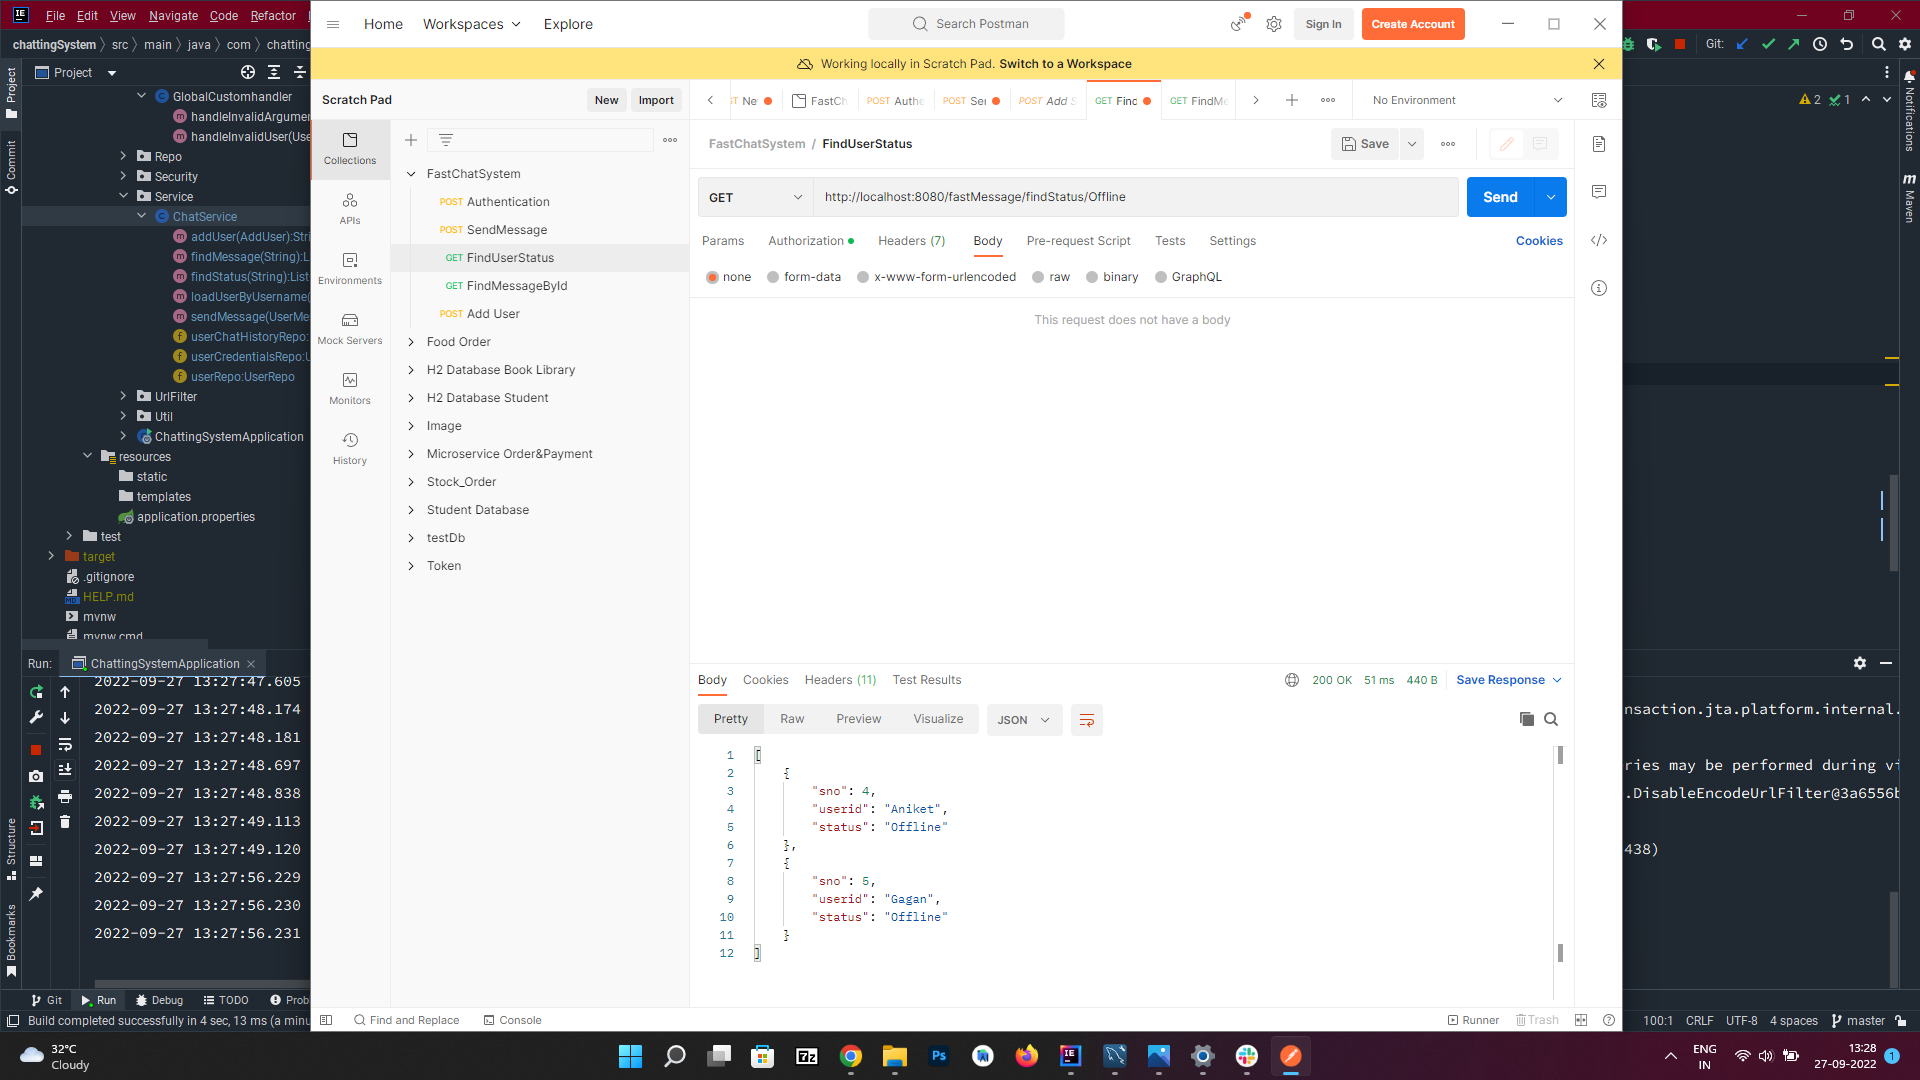 File Edit View Navigate Code Refactor
chattingSystem 〉 src 〉 main 〉 java 〉 com 〉 chatting
Project
GlobalCustomhandler
handleInvalidArgumen
handleInvalidUser(Use
Repo
Security
Service
ChatService
addUser(AddUser):Stri
findMessage(String):L
findStatus(String):List
loadUserByUsername(
sendMessage(UserMe
userChatHistoryRepo:
userCredentialsRepo:U
userRepo:UserRepo
UrlFilter
Util
ChattingSystemApplication
resources
static
templates
application.properties
test
target
.gitignore
HELP.md
mvnw
mvnw.cmd
Project
Commit
Structure
Bookmarks
Run: ChattingSystemApplication
2022-09-27 13:27:47.605
2022-09-27 13:27:48.174
2022-09-27 13:27:48.181
2022-09-27 13:27:48.697
2022-09-27 13:27:48.838
2022-09-27 13:27:49.113
2022-09-27 13:27:49.120
2022-09-27 13:27:56.229
2022-09-27 13:27:56.230
2022-09-27 13:27:56.231
Git Run Debug TODO Probl
Build completed successfully in 4 sec, 13 ms (a minu
Home Workspaces Explore
Search Postman
Sign In Create Account
Working locally in Scratch Pad. Switch to a Workspace
Scratch Pad New Import
Collections
APIs
Environments
Mock Servers
Monitors
History
FastChatSystem
POST Authentication
POST SendMessage
GET FindUserStatus
GET FindMessageById
POST Add User
Food Order
H2 Database Book Library
H2 Database Student
Image
Microservice Order&Payment
Stock_Order
Student Database
testDb
Token
ST Ne FastCh POST Authe POST Sei POST Add S GET Finc GET FindMe No Environment
FastChatSystem / FindUserStatus Save
GET http://localhost:8080/fastMessage/findStatus/Offline Send
Params Authorization Headers (7) Body Pre-request Script Tests Settings Cookies
none form-data x-www-form-urlencoded raw binary GraphQL
This request does not have a body
Body Cookies Headers (11) Test Results 200 OK 51 ms 440 B Save Response
Pretty Raw Preview Visualize JSON
1 [
2 {
3 "sno": 4,
4 "userid": "Aniket",
5 "status": "Offline"
6 },
7 {
8 "sno": 5,
9 "userid": "Gagan",
10 "status": "Offline"
11 }
12 ]
Find and Replace Console Runner Trash
Git:
2 1
Notifications
m Maven
nsaction.jta.platform.internal.
ries may be performed during vi
.DisableEncodeUrlFilter@3a6556b
438)
100:1 CRLF UTF-8 4 spaces master
32°C
Cloudy
7z
Ps
IE
ENG
IN
13:28
27-09-2022
1